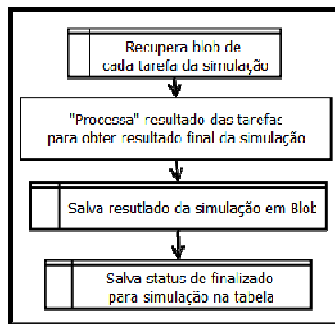 Recupera blob de
cada tarefa da simulação
"Processa" resultado das tarefas
para obter resultado final da simulação
Salva resutlado da simulação em Blob
Salva status de finalizado
para simulação na tabela